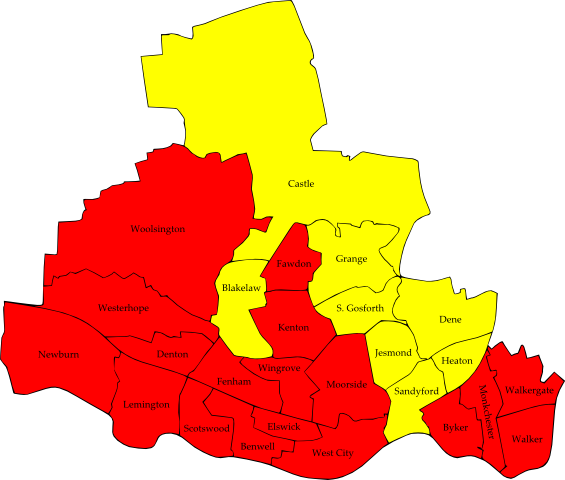 Castle
Woolsington
Grange
Fawdon
Blakelaw
Westerhope
S. Gosforth
Dene
Kenton
Newburn
Denton
Jesmond
Heaton
Wingrove
Fenham
Moorside
Sandyford
Walkergate
Lemington
Monkchester
Scotswood
Elswick
Byker
Benwell
West City
Walker